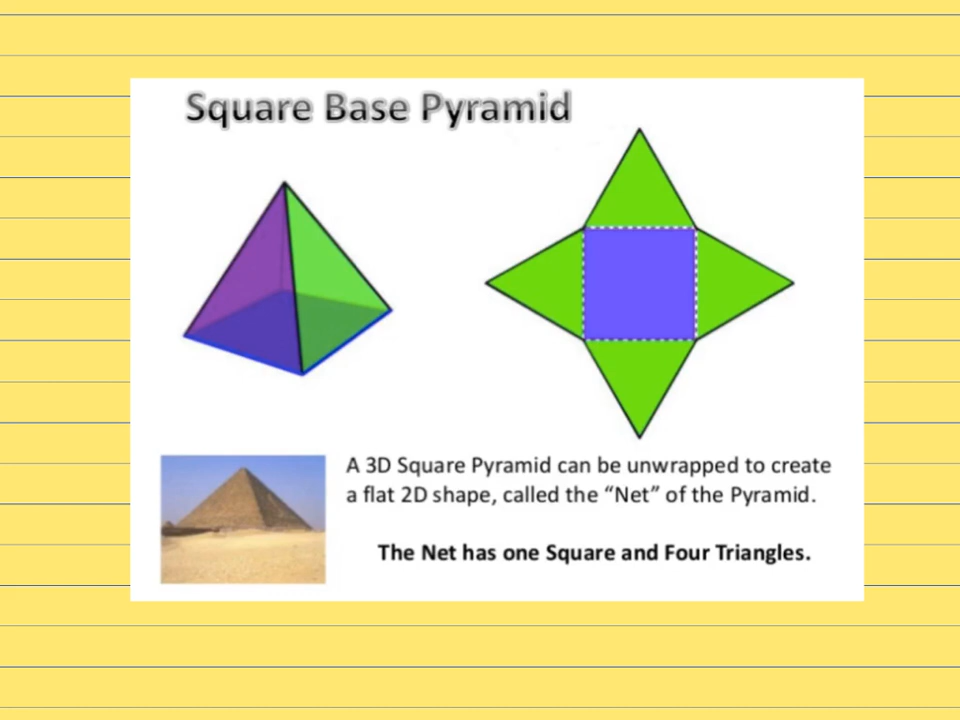 Square Base Pyramid
A 3D Square Pyramid can be unwrapped to create
a flat 2D shape, called the “Net” of the Pyramid.
The Net has one Square and Four Triangles.